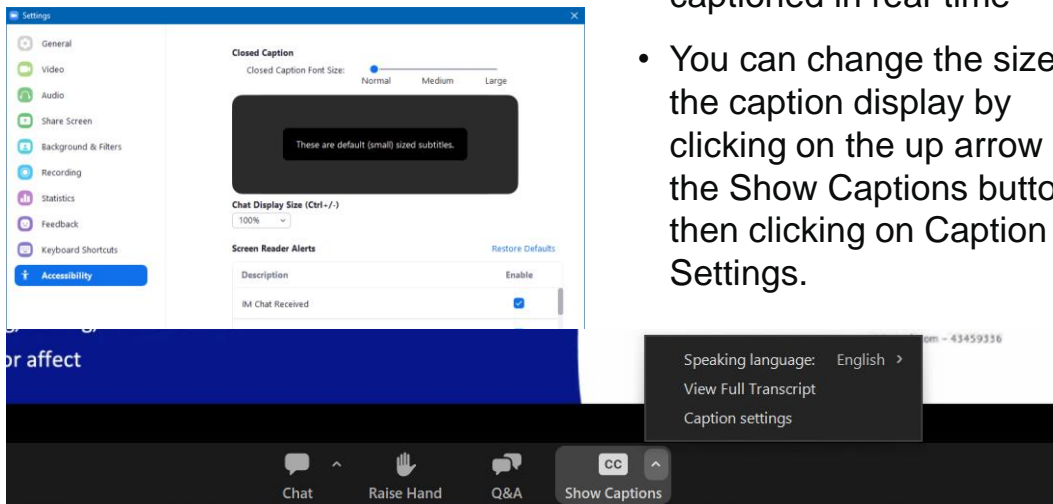 Settings
General
Video
Audio
Share Screen
Background & Filters
Recording
Statistics
Feedback
Keyboard Shortcuts
Accessibility
Closed Caption
Closed Caption Font Size:
Normal Medium Large
These are default (small) sized subtitles.
Chat Display Size (Ctrl+/-)
100%
Screen Reader Alerts Restore Defaults
Description Enable
IM Chat Received
captioned in real time
• You can change the size
the caption display by
clicking on the up arrow
the Show Captions butto
then clicking on Caption
Settings.
or affect
om – 43459336
Speaking language: English >
View Full Transcript
Caption settings
Chat Raise Hand Q&A CC Show Captions